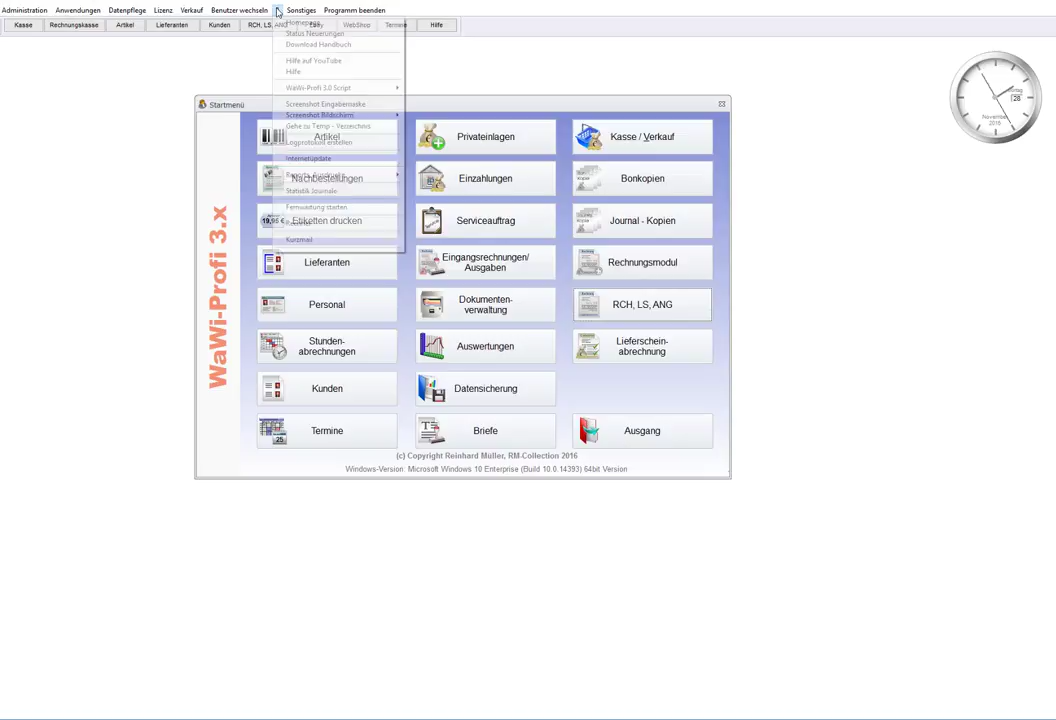 Administration Anwendungen Datenpflege Lizenz Verkauf Benutzer wechseln Sonstiges Programm beenden
Kasse Rechnungskasse Artikel Lieferanten Kunden RCH, LS, ANG WebShop Termine Hilfe
Homepage
Status Neuerungen
Download Handbuch
Hilfe auf YouTube
Hilfe
WaWi-Profi 3.0 Script
Screenshot Eingabemaske
Screenshot Bildschirm
Gehe zu Temp - Verzeichnis
Logprotokoll erstellen
Internetupdate
Statistik Journale
Fernwartung starten
Kurzmail
Startmenü
WaWi-Profi 3.x
Artikel Privateinlagen Kasse / Verkauf
Nachbestellungen Einzahlungen Bonkopien
19,95 € Etiketten drucken Serviceauftrag Journal - Kopien
Lieferanten Eingangsrechnungen/ Rechnungsmodul
Ausgaben
Personal Dokumenten- RCH, LS, ANG
verwaltung
Stunden- Auswertungen Lieferschein-
abrechnungen abrechnung
Kunden Datensicherung
Termine Briefe Ausgang
25
(c) Copyright Reinhard Müller, RM-Collection 2016
Windows-Version: Microsoft Windows 10 Enterprise (Build 10.0.14393) 64bit Version
28
November
2016